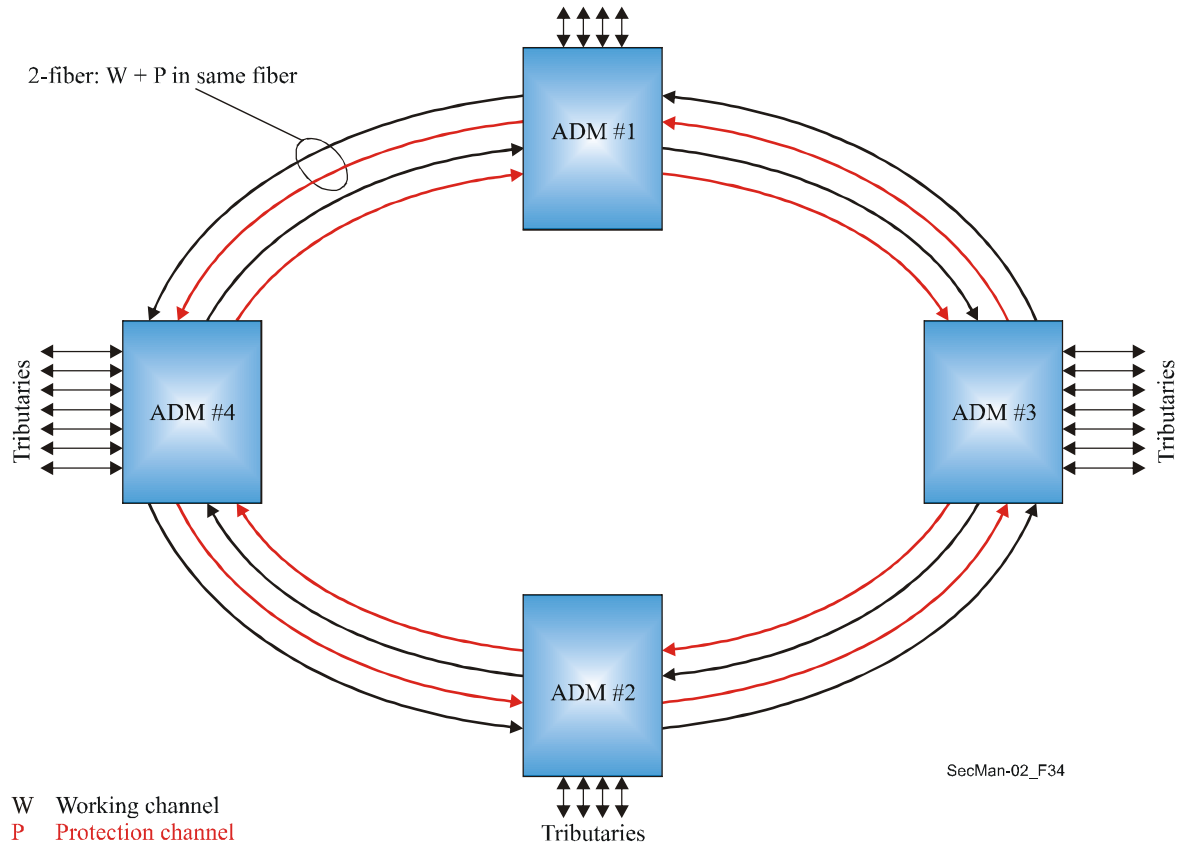 2-fiber: W + P in same fiber
ADM #1
Tributaries
ADM #4
ADM #3
Tributaries
ADM #2
SecMan-02_F34
Tributaries
W Working channel
P Protection channel